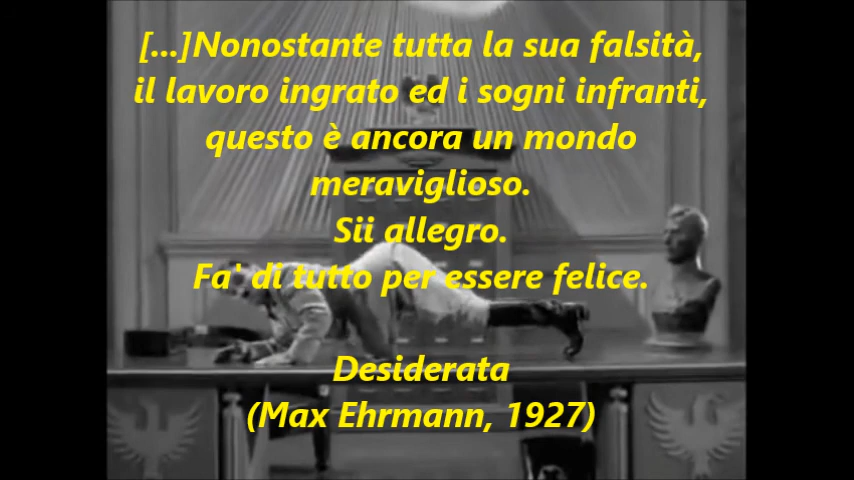 [...]Nonostante tutta la sua falsità,
il lavoro ingrato ed i sogni infranti,
questo è ancora un mondo
meraviglioso.
Sii allegro.
Fa' di tutto per essere felice.
Desiderata
(Max Ehrmann, 1927)